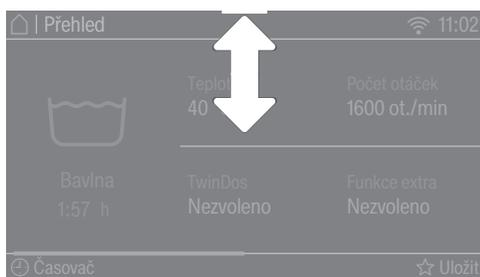 Přehled 11:02
Teplot Počet otáček
40 1600 ot./min
Bavlna TwinDos Funkce extra
1:57 h Nezvoleno Nezvoleno
Časovač Uložit